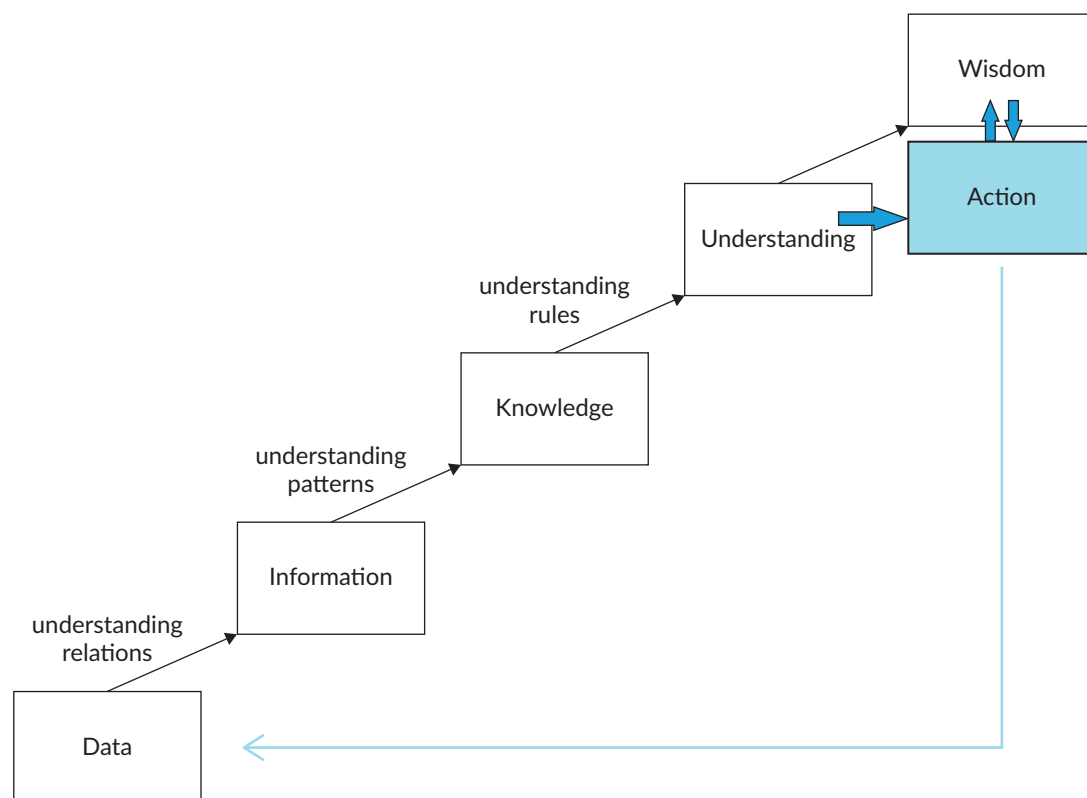 Wisdom
Action
Understanding
understanding
rules
Knowledge
understanding
patterns
Information
understanding
relations
Data